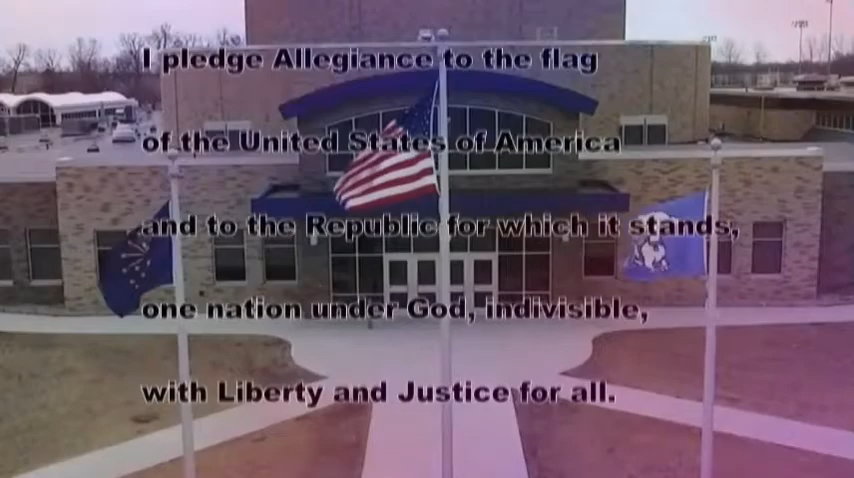 I pledge Allegiance to the flag
of the United States of America
and to the Republic for which it stands,
one nation under God, indivisible,
with Liberty and Justice for all.